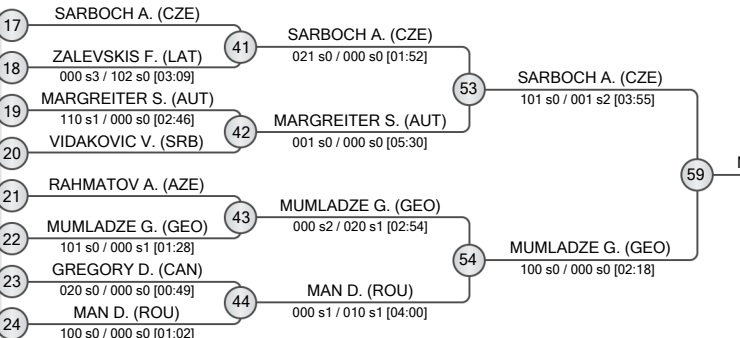 17
SARBOCH A. (CZE)
18
ZALEVSKIS F. (LAT)
000 s3 / 102 s0 [03:09]
41
SARBOCH A. (CZE)
021 s0 / 000 s0 [01:52]
19
MARGREITER S. (AUT)
110 s1 / 000 s0 [02:46]
20
VIDAKOVIC V. (SRB)
42
MARGREITER S. (AUT)
001 s0 / 000 s0 [05:30]
53
SARBOCH A. (CZE)
101 s0 / 001 s2 [03:55]
21
RAHMATOV A. (AZE)
22
MUMLADZE G. (GEO)
101 s0 / 000 s1 [01:28]
43
MUMLADZE G. (GEO)
000 s2 / 020 s1 [02:54]
23
GREGORY D. (CAN)
020 s0 / 000 s0 [00:49]
24
MAN D. (ROU)
100 s0 / 000 s0 [01:02]
44
MAN D. (ROU)
000 s1 / 010 s1 [04:00]
54
MUMLADZE G. (GEO)
100 s0 / 000 s0 [02:18]
59